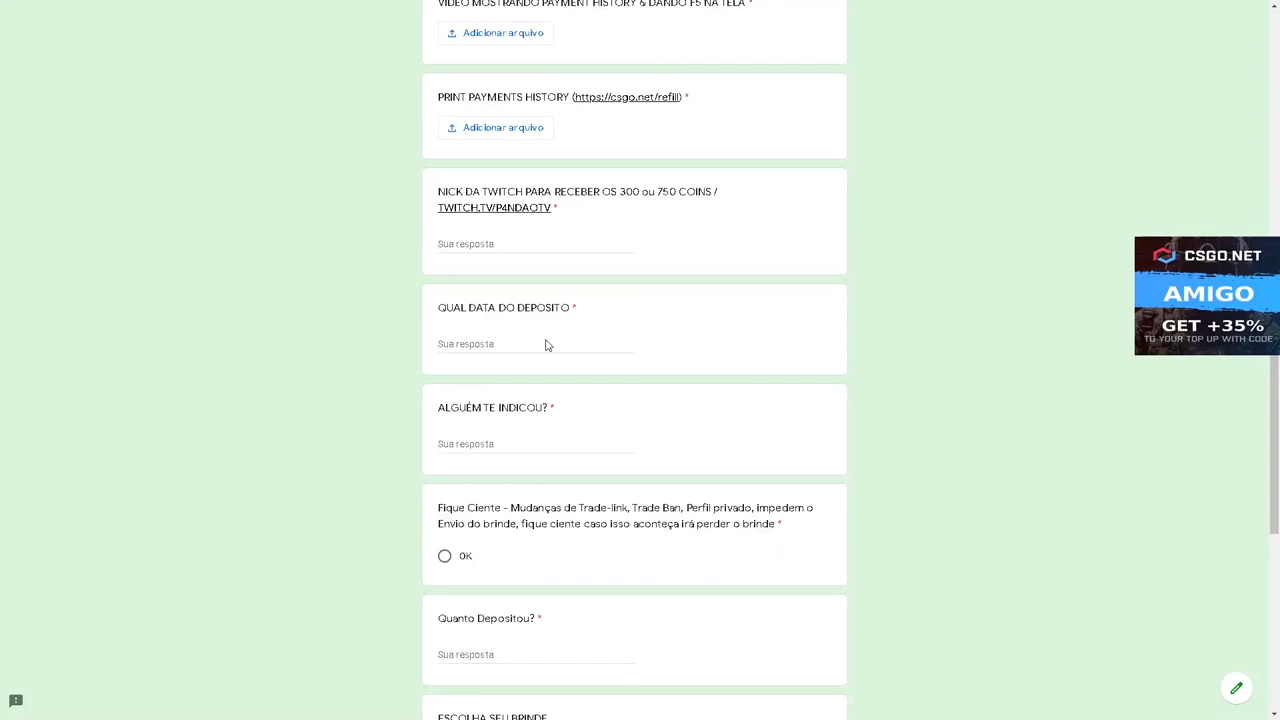 VIDEO MOSTRANDO PAYMENT HISTORY & DANDO F5 NA TELA *
Adicionar arquivo
PRINT PAYMENTS HISTORY (https://csgo.net/refill) *
Adicionar arquivo
NICK DA TWITCH PARA RECEBER OS 300 ou 750 COINS /
TWITCH.TV/P4NDAOTV *
Sua resposta
QUAL DATA DO DEPOSITO *
Sua resposta
ALGUÉM TE INDICOU? *
Sua resposta
Fique Ciente - Mudanças de Trade-link, Trade Ban, Perfil privado, impedem o
Envio do brinde, fique ciente caso isso aconteça irá perder o brinde *
OK
Quanto Depositou? *
Sua resposta
ESCOLHA SEU BRINDE
CSGO.NET
AMIGO
GET +35%
TO YOUR TOP UP WITH CODE